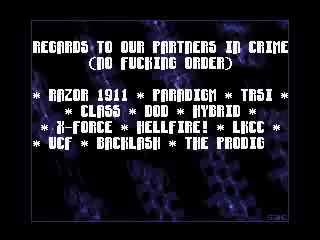 REGARDS TO OUR PARTNERS IN CRIME
(NO FUCKING ORDER)
* RAZOR 1911 * PARADIGM * TRSI *
* CLASS * DOD * HYBRID *
* X-FORCE * HELLFIRE! * LKCC *
* UCF * BACKLASH * THE PRODIG